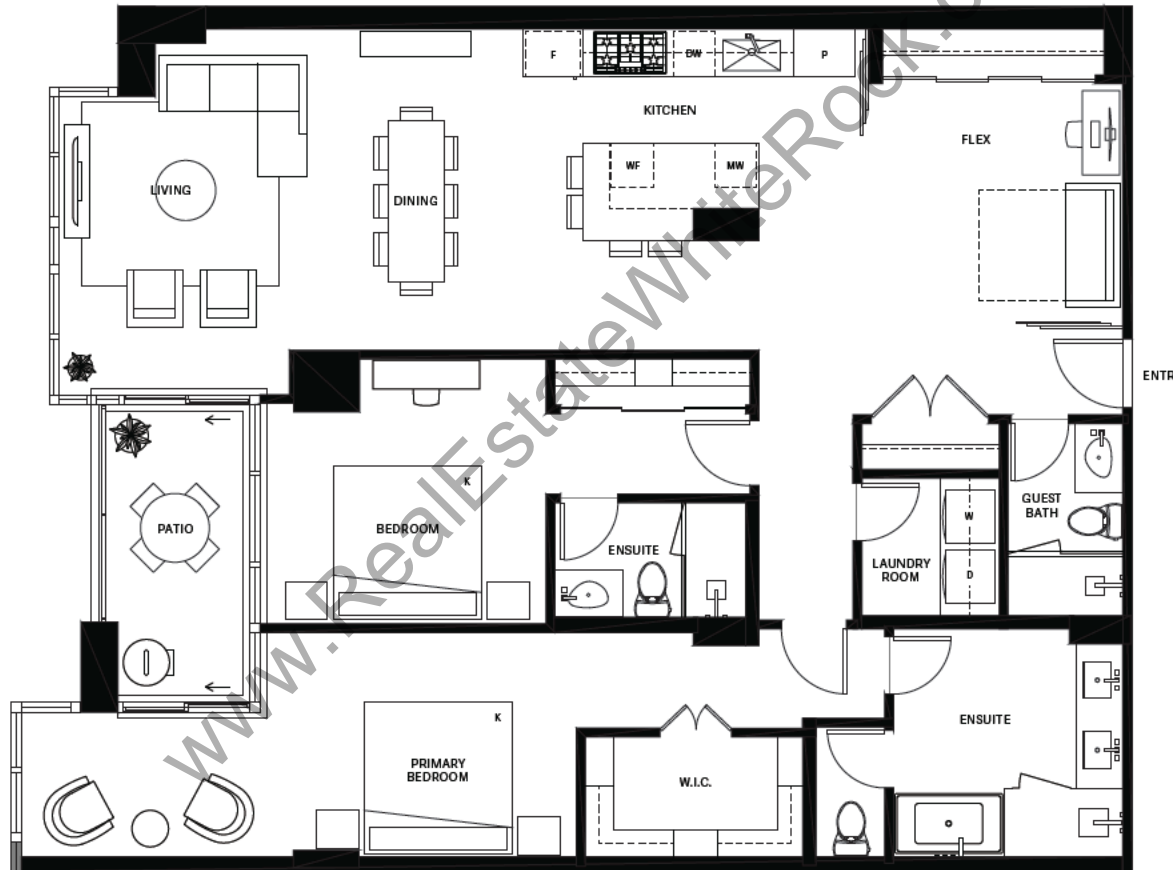 F
DW
P
KITCHEN
FLEX
WF
MW
LIVING
DINING
ENTR
K
BEDROOM
ENSUITE
PATIO
W
D
LAUNDRY
ROOM
GUEST
BATH
K
PRIMARY
BEDROOM
W.I.C.
ENSUITE
www.RealEstateWhiteRock.c